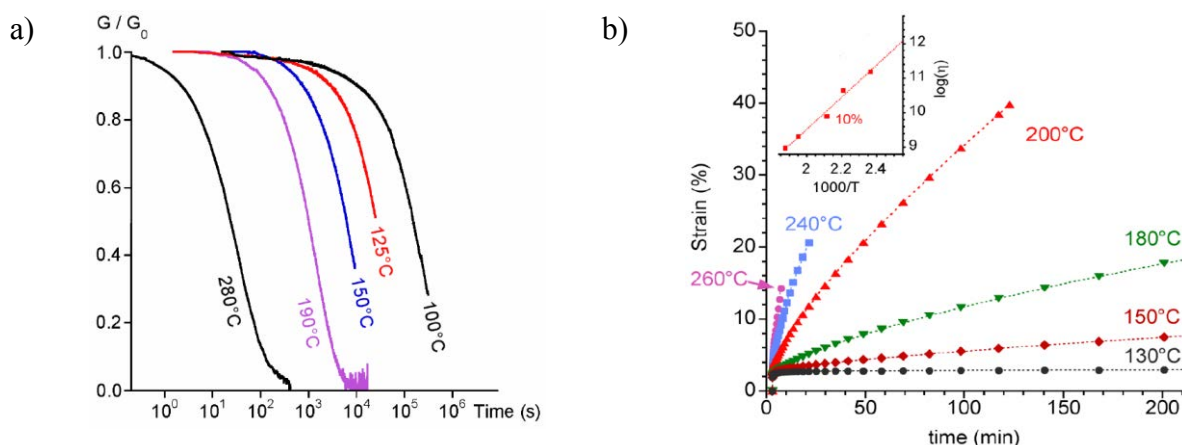 a)
G / G0
1.0
0.8
0.6
0.4
0.2
0.0
280°C
190°C
150°C
125°C
100°C
10^0 10^1 10^2 10^3 10^4 10^5 10^6 Time (s)
b)
Strain (%)
50
40
30
20
10
0
12
11
10
9
log(η)
10%
2 2.2 2.4
1000/T
200°C
240°C
260°C
180°C
150°C
130°C
0 50 100 150 200
time (min)